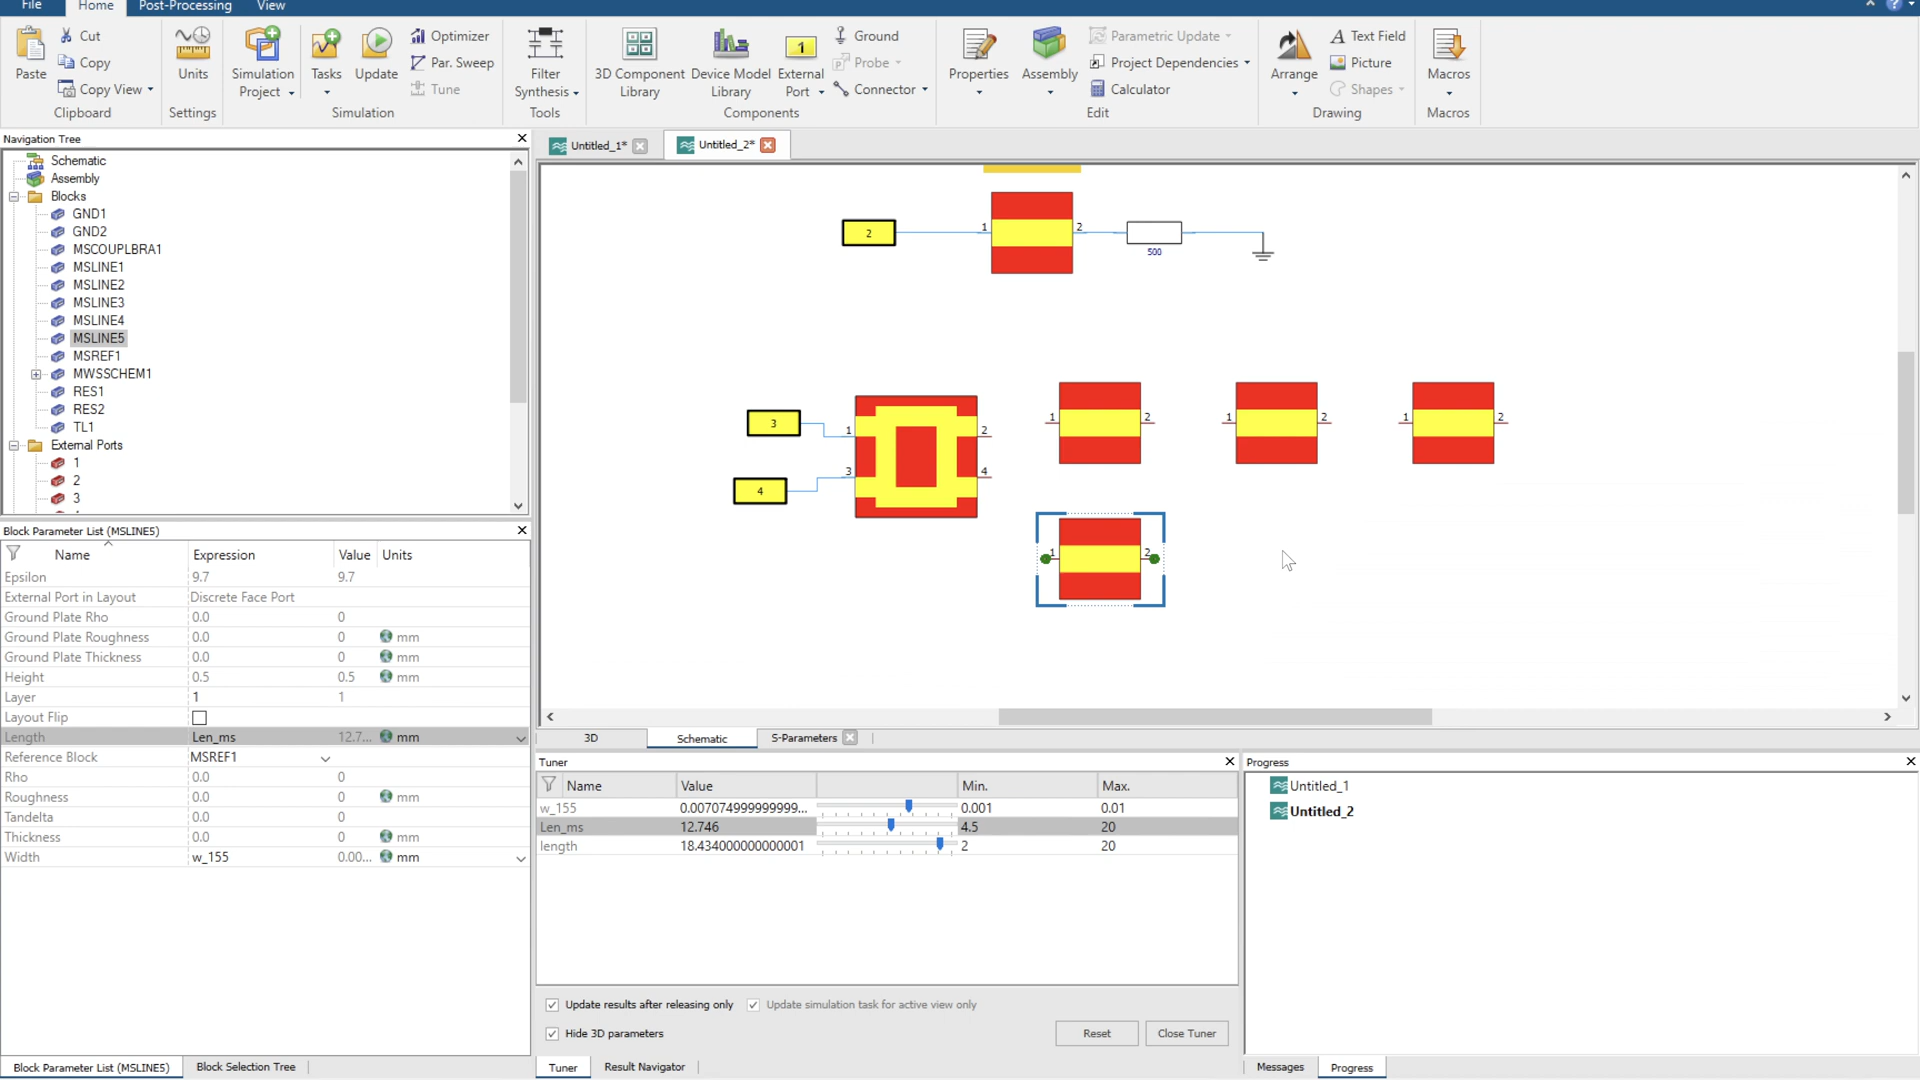 File
Home
Post-Processing
View
Paste
Cut
Copy
Copy View
Clipboard
Units
Settings
Simulation
Project
Tasks
Update
Optimizer
Par. Sweep
Tune
Simulation
Filter
Synthesis
Tools
3D Component
Library
Device Model
Library
1
External
Port
Ground
Probe
Connector
Components
Properties
Assembly
Parametric Update
Project Dependencies
Calculator
Edit
Arrange
A Text Field
Picture
Shapes
Drawing
Macros
Macros
Navigation Tree
Schematic
Assembly
Blocks
GND1
GND2
MSCOUPLBRA1
MSLINE1
MSLINE2
MSLINE3
MSLINE4
MSLINE5
MSREF1
MWSSCHEM1
RES1
RES2
TL1
External Ports
1
2
3
Untitled_1*
Untitled_2*
2
1
2
500
3
4
1
2
3
4
1
2
1
2
1
2
1
2
3D
Schematic
S-Parameters
Block Parameter List (MSLINE5)
Name Expression Value Units
Epsilon 9.7 9.7
External Port in Layout Discrete Face Port
Ground Plate Rho 0.0 0
Ground Plate Roughness 0.0 0 mm
Ground Plate Thickness 0.0 0 mm
Height 0.5 0.5 mm
Layer 1 1
Layout Flip
Length Len_ms 12.7... mm
Reference Block MSREF1
Rho 0.0 0
Roughness 0.0 0 mm
Tandelta 0.0 0
Thickness 0.0 0 mm
Width w_155 0.00... mm
Block Parameter List (MSLINE5)
Block Selection Tree
Tuner
Name Value Min. Max.
w_155 0.007074999999999... 0.001 0.01
Len_ms 12.746 4.5 20
length 18.434000000000001 2 20
Update results after releasing only
Update simulation task for active view only
Hide 3D parameters
Reset
Close Tuner
Tuner
Result Navigator
Progress
Untitled_1
Untitled_2
Messages
Progress